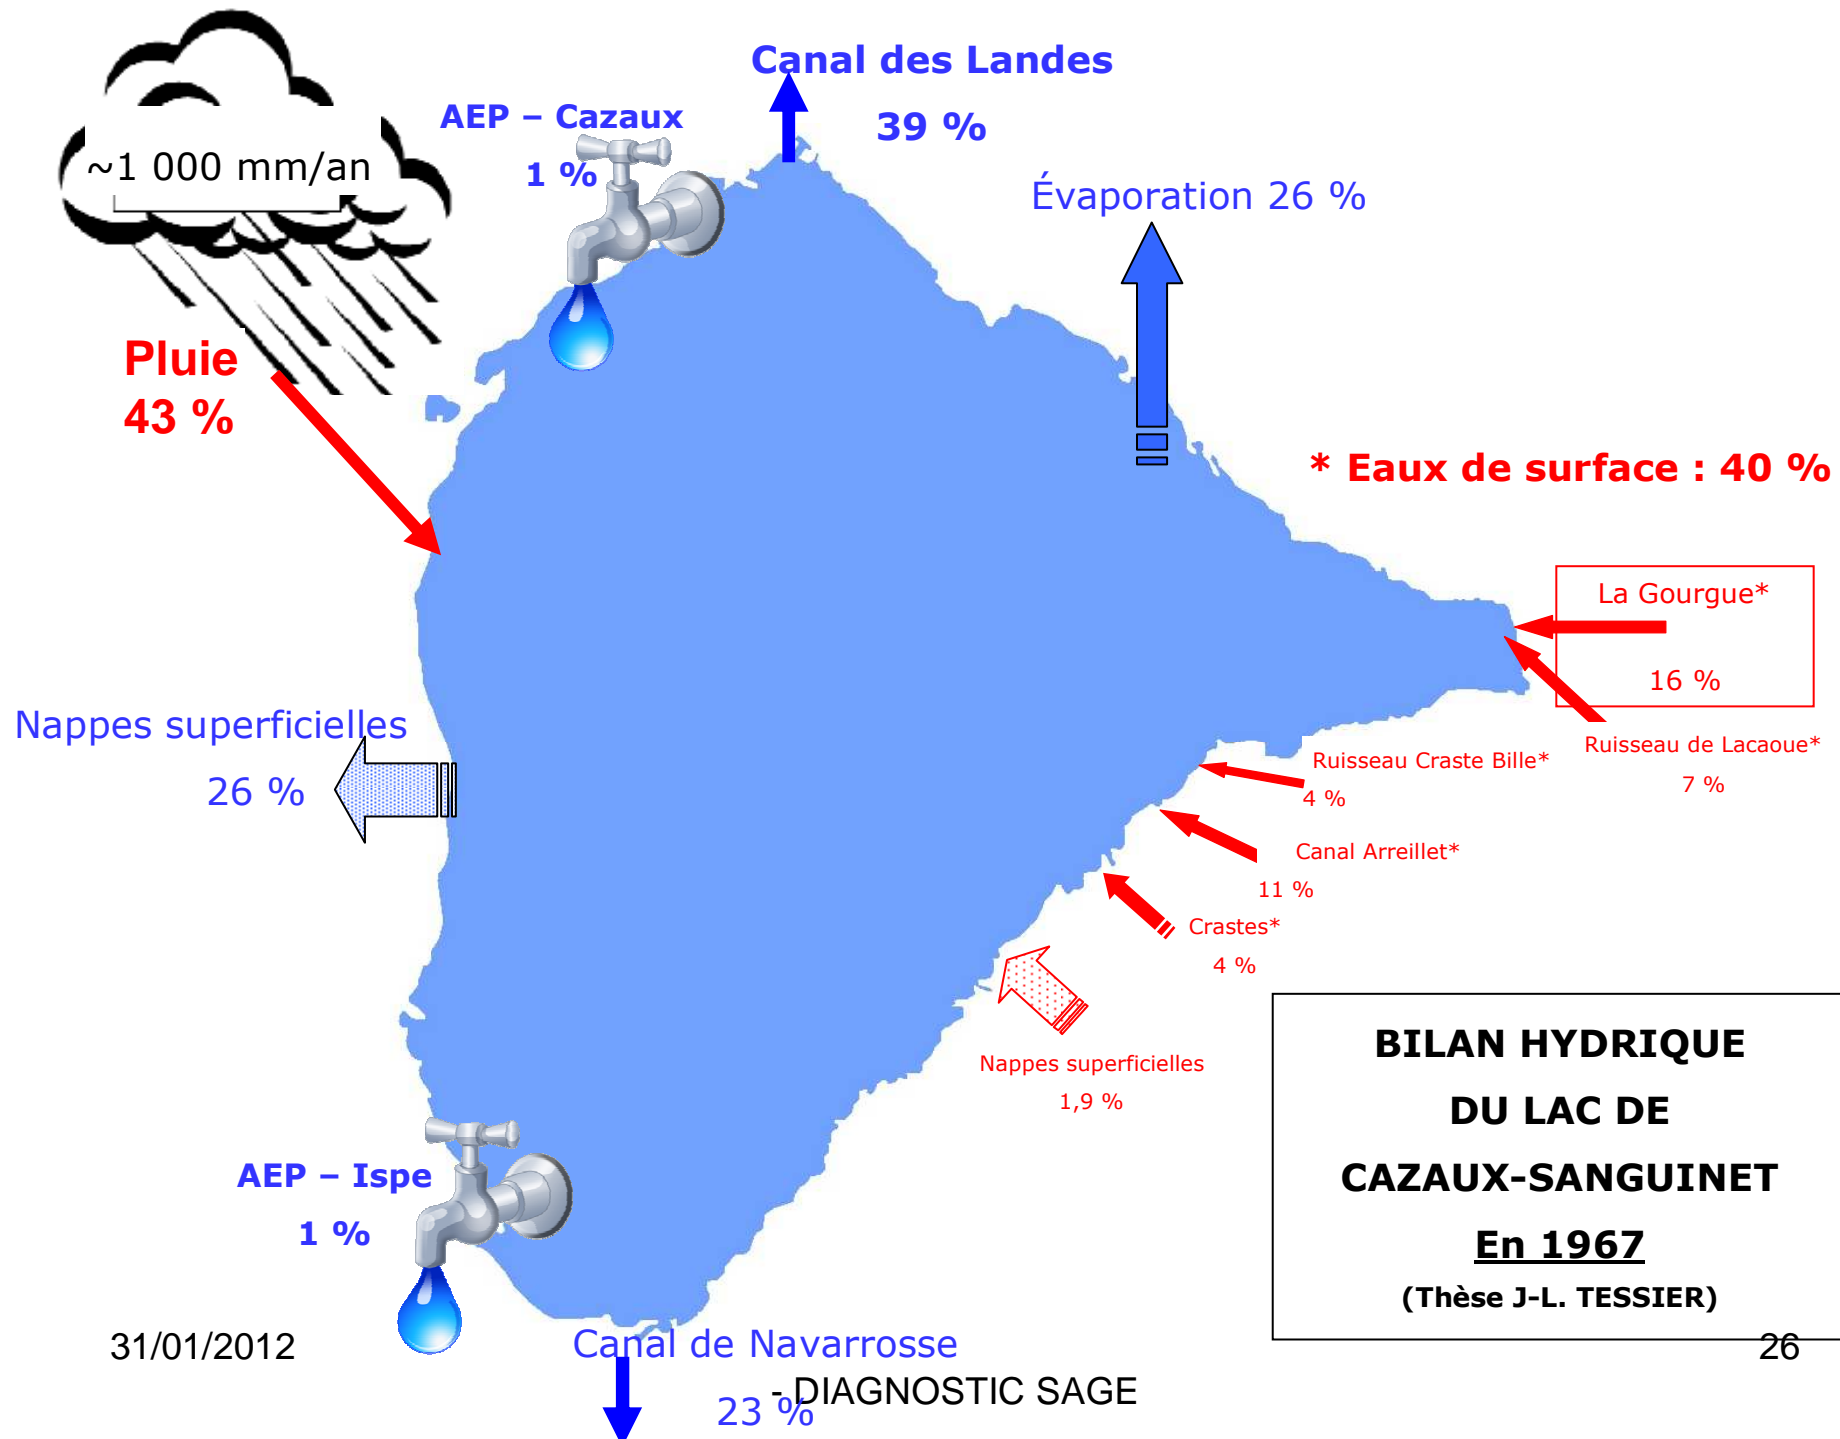 Canal des Landes
39 %
AEP – Cazaux
1 %
~1 000 mm/an
Évaporation 26 %
Pluie
43 %
* Eaux de surface : 40 %
La Gourgue*
16 %
Nappes superficielles
26 %
Ruisseau de Lacaoue*
7 %
Ruisseau Craste Bille*
4 %
Canal Arreillet*
11 %
Crastes*
4 %
Nappes superficielles
1,9 %
BILAN HYDRIQUE
DU LAC DE
CAZAUX-SANGUINET
En 1967
(Thèse J-L. TESSIER)
AEP – Ispe
1 %
31/01/2012
Canal de Navarrosse
23 %
- DIAGNOSTIC SAGE
26